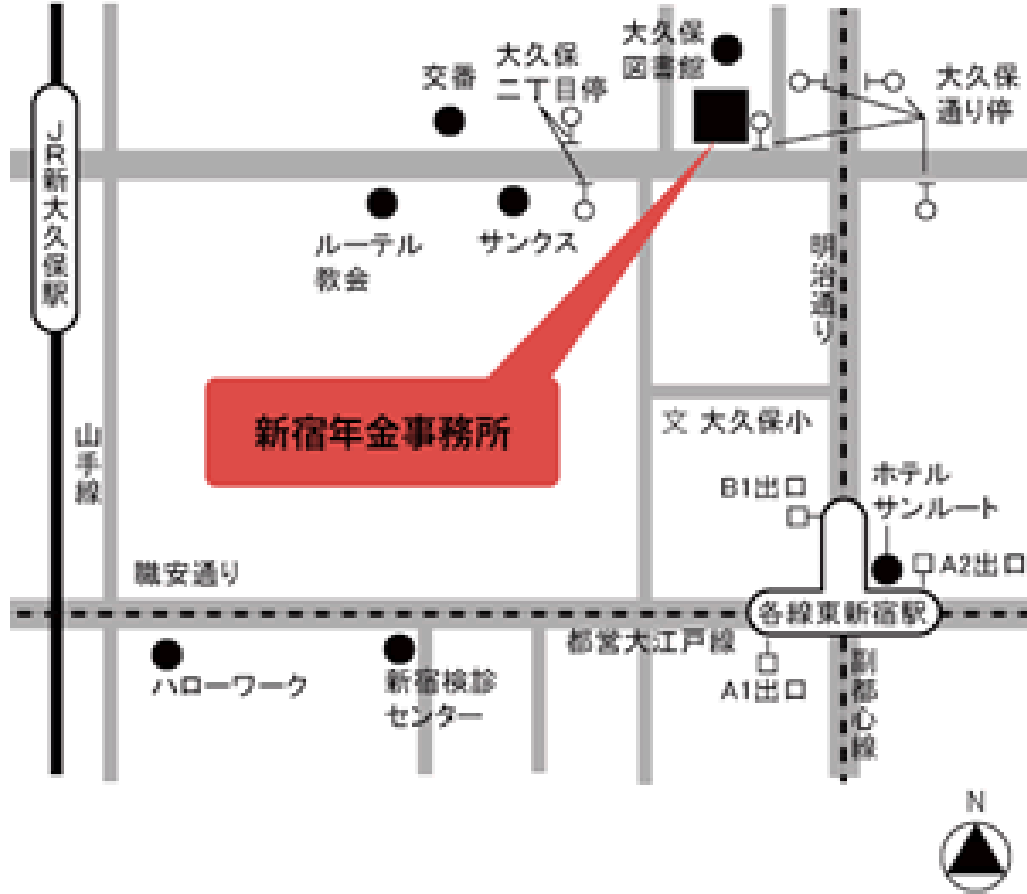 大久保
図書館
交番
大久保
二丁目停
大久保
通り停
JR新大久保駅
ルーテル
教会
サンクス
明治通り
新宿年金事務所
文 大久保小
山手線
B1出口
ホテル
サンルート
A2出口
職安通り
各線東新宿駅
都営大江戸線
ハローワーク
新宿検診
センター
A1出口
副都心線
N